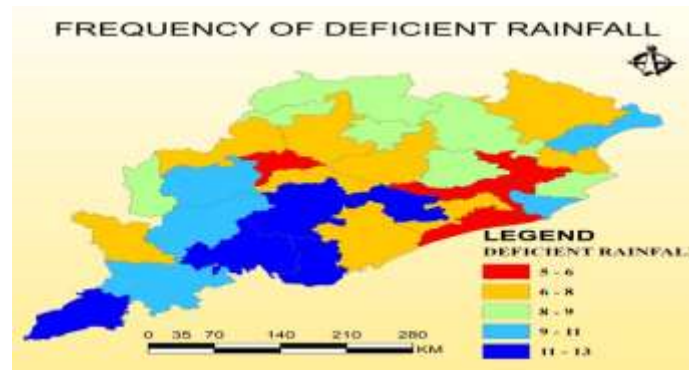 FREQUENCY OF DEFICIENT RAINFALL
LEGEND
DEFICIENT RAINFAL
5 - 6
6 - 8
8 - 9
9 - 11
11 - 13
0 35 70 140 210 280
KM